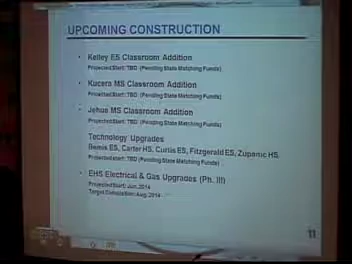 UPCOMING CONSTRUCTION
• Kelley ES Classroom Addition
Projected Start: TBD (Pending State Matching Funds)
• Kucera MS Classroom Addition
Projected Start: TBD (Pending State Matching Funds)
• Jehue MS Classroom Addition
Projected Start: TBD (Pending State Matching Funds)
Technology Upgrades
Bemis ES, Carter HS, Curtis ES, Fitzgerald ES, Zupanic HS
Projected Start: TBD (Pending State Matching Funds)
• EHS Electrical & Gas Upgrades (Ph. III)
Projected Start: Jun. 2014
Target Completion: Aug. 2014
11